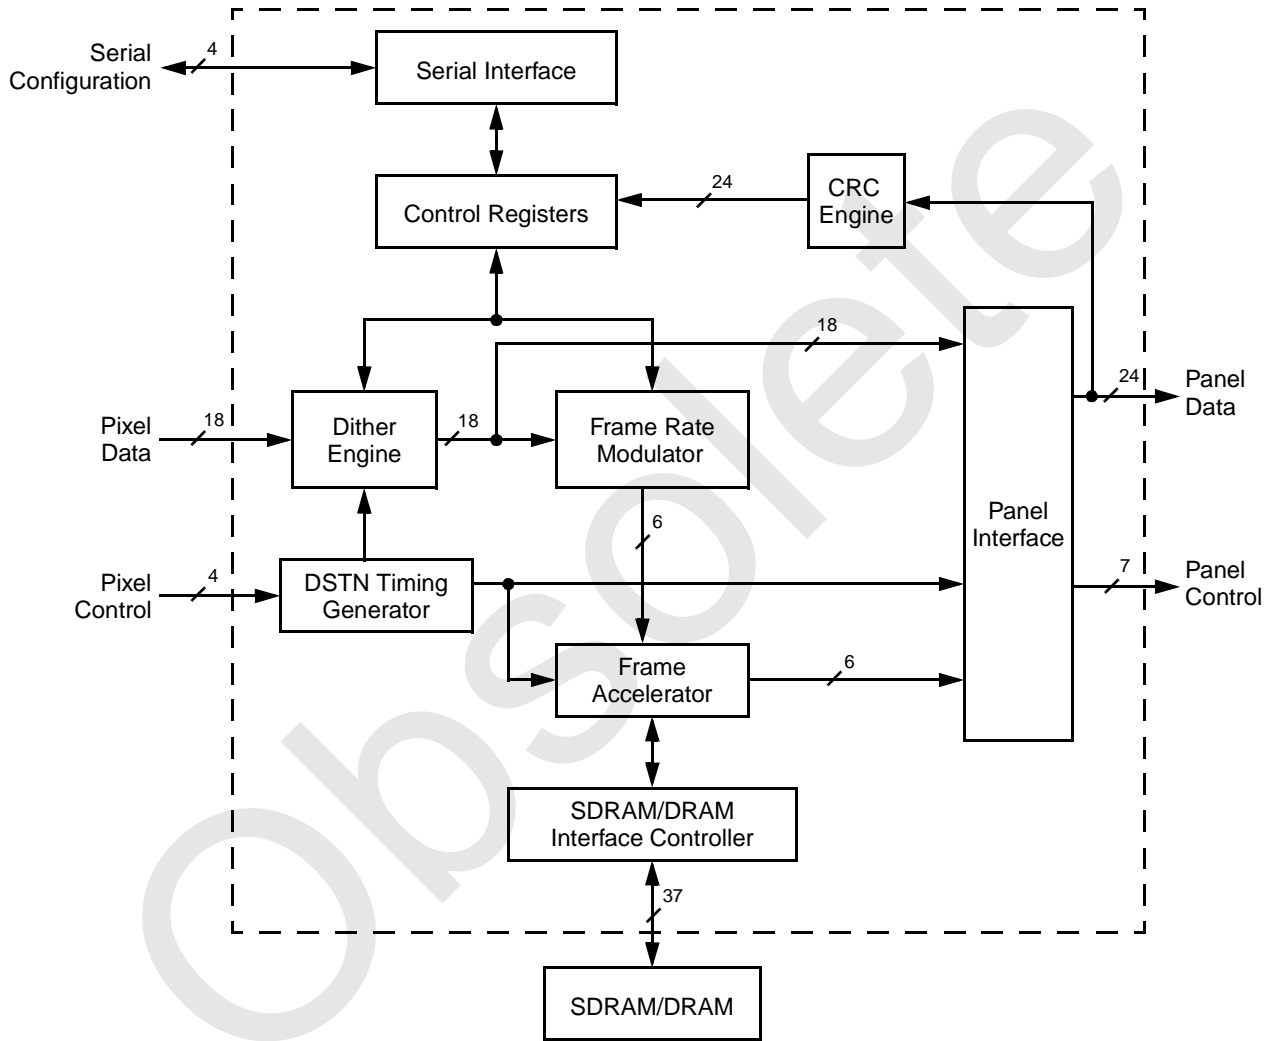 Serial
Configuration
4
Serial Interface
Control Registers
24
CRC
Engine
18
Pixel
Data
18
Dither
Engine
18
Frame Rate
Modulator
24
Panel
Data
6
Panel
Interface
Pixel
Control
4
DSTN Timing
Generator
7
Panel
Control
Frame
Accelerator
6
SDRAM/DRAM
Interface Controller
37
SDRAM/DRAM
Obsolete